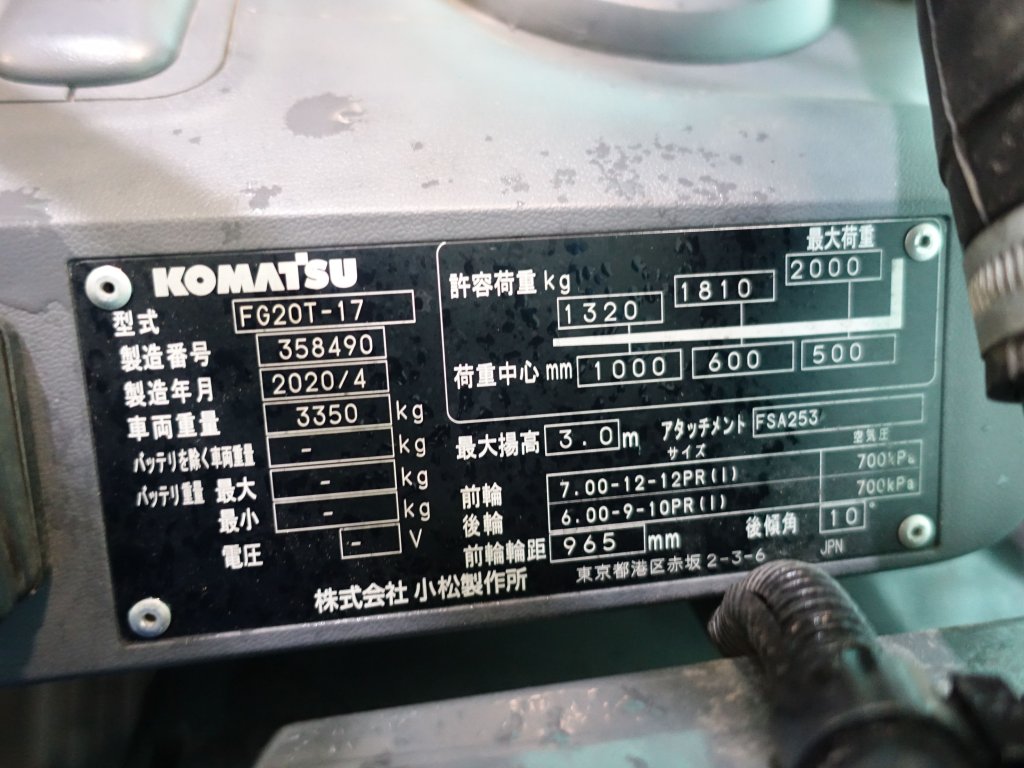 KOMATSU
型式 FG20T-17
製造番号 358490
製造年月 2020/4
車両重量 3350 kg
バッテリを除く車両重量 - kg
バッテリ重量 最大 - kg
最小 - kg
電圧 - V
最大荷重
許容荷重 kg 1320 1810 2000
荷重中心 mm 1000 600 500
最大揚高 3.0 m アタッチメント FSA253
サイズ 空気圧
前輪 7.00-12-12PR(I) 700kPa
後輪 6.00-9-10PR(I) 700kPa
前輪輪距 965 mm 後傾角 10°
株式会社 小松製作所 東京都港区赤坂2-3-6 JPN